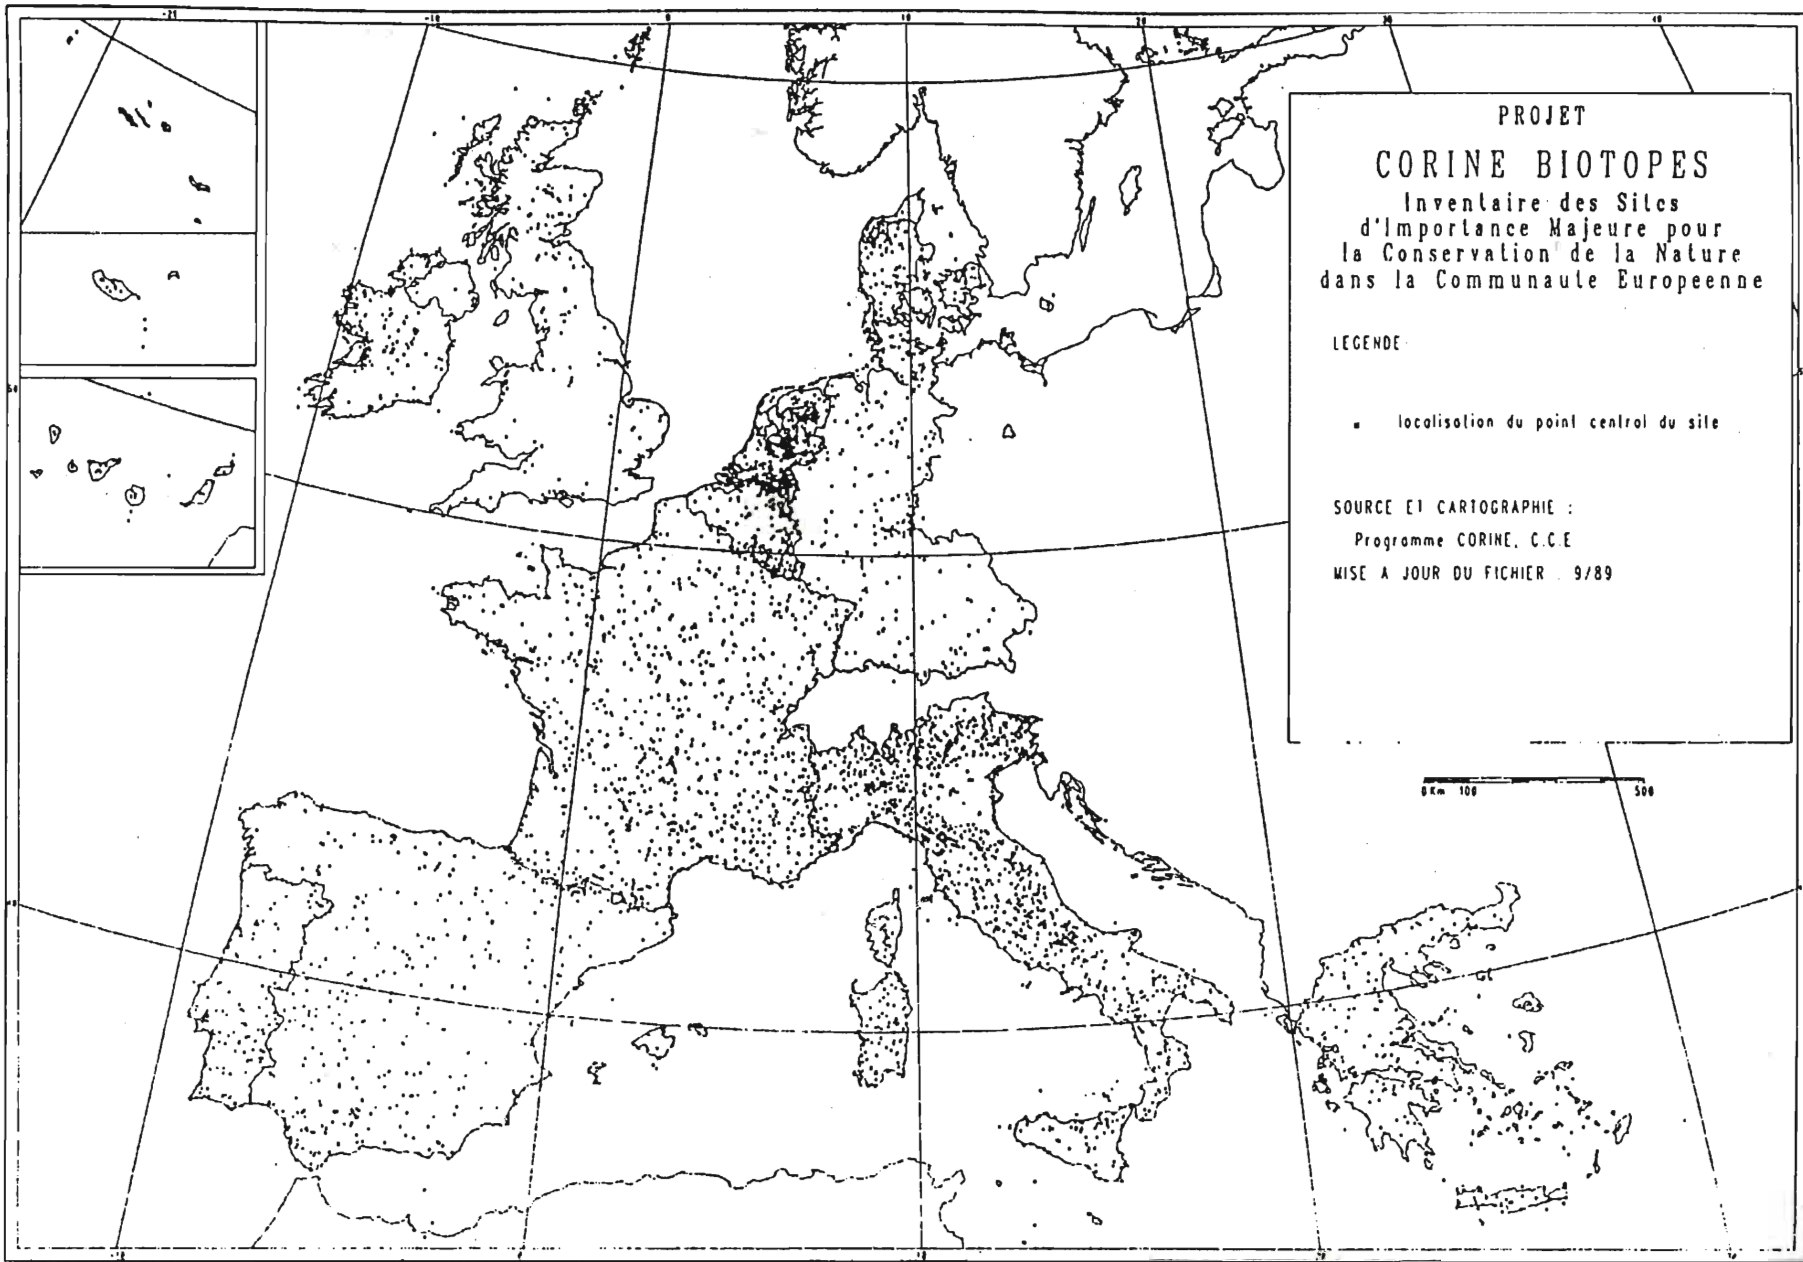 PROJET
CORINE BIOTOPES
Inventaire des Sites
d'Importance Majeure pour
la Conservation de la Nature
dans la Communaute Europeenne
LEGENDE
localisation du point central du site
SOURCE ET CARTOGRAPHIE :
Programme CORINE, C.C.E
MISE A JOUR DU FICHIER 9/89
0 Km 100 500